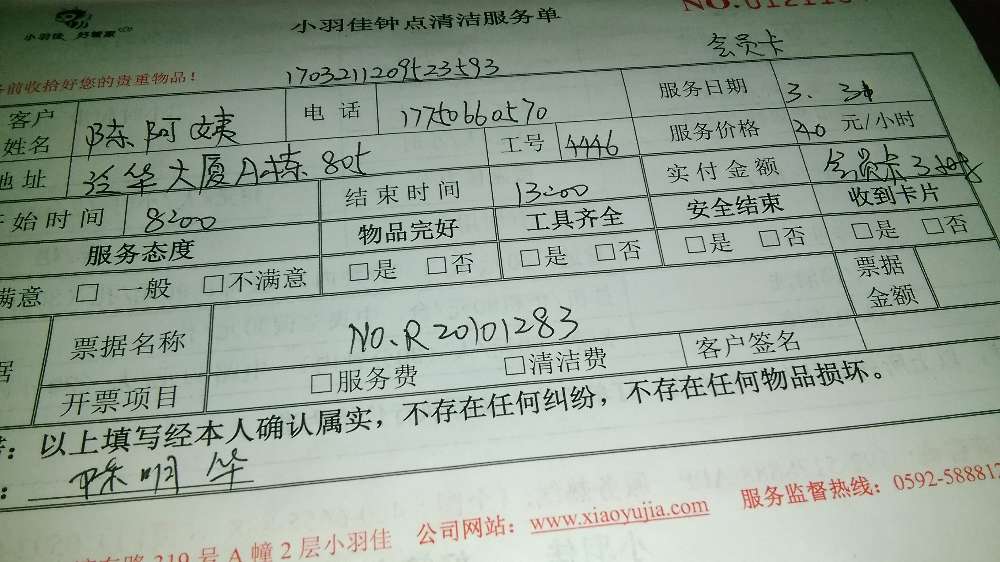 小羽佳 好管家
小羽佳钟点清洁服务单
NO.
前收拾好您的贵重物品!
1703211209523593
会员卡
客户姓名 陈阿姨 电话 17750660570 服务日期 3.31
地址 华大厦A栋805 工号 4446 服务价格 40 元/小时
开始时间 8:00 结束时间 13:00 实付金额 会员卡
服务态度 物品完好 工具齐全 安全结束 收到卡片
满意 □ 一般 □不满意 □是 □否 □是 □否 □是 □否 □是 □否
票据名称 NO.R20101283 票据金额
开票项目 □服务费 □清洁费 客户签名
以上填写经本人确认属实,不存在任何纠纷,不存在任何物品损坏。
: 陈明华
号A幢2层小羽佳 公司网站:www.xiaoyujia.com 服务监督热线:0592-588812